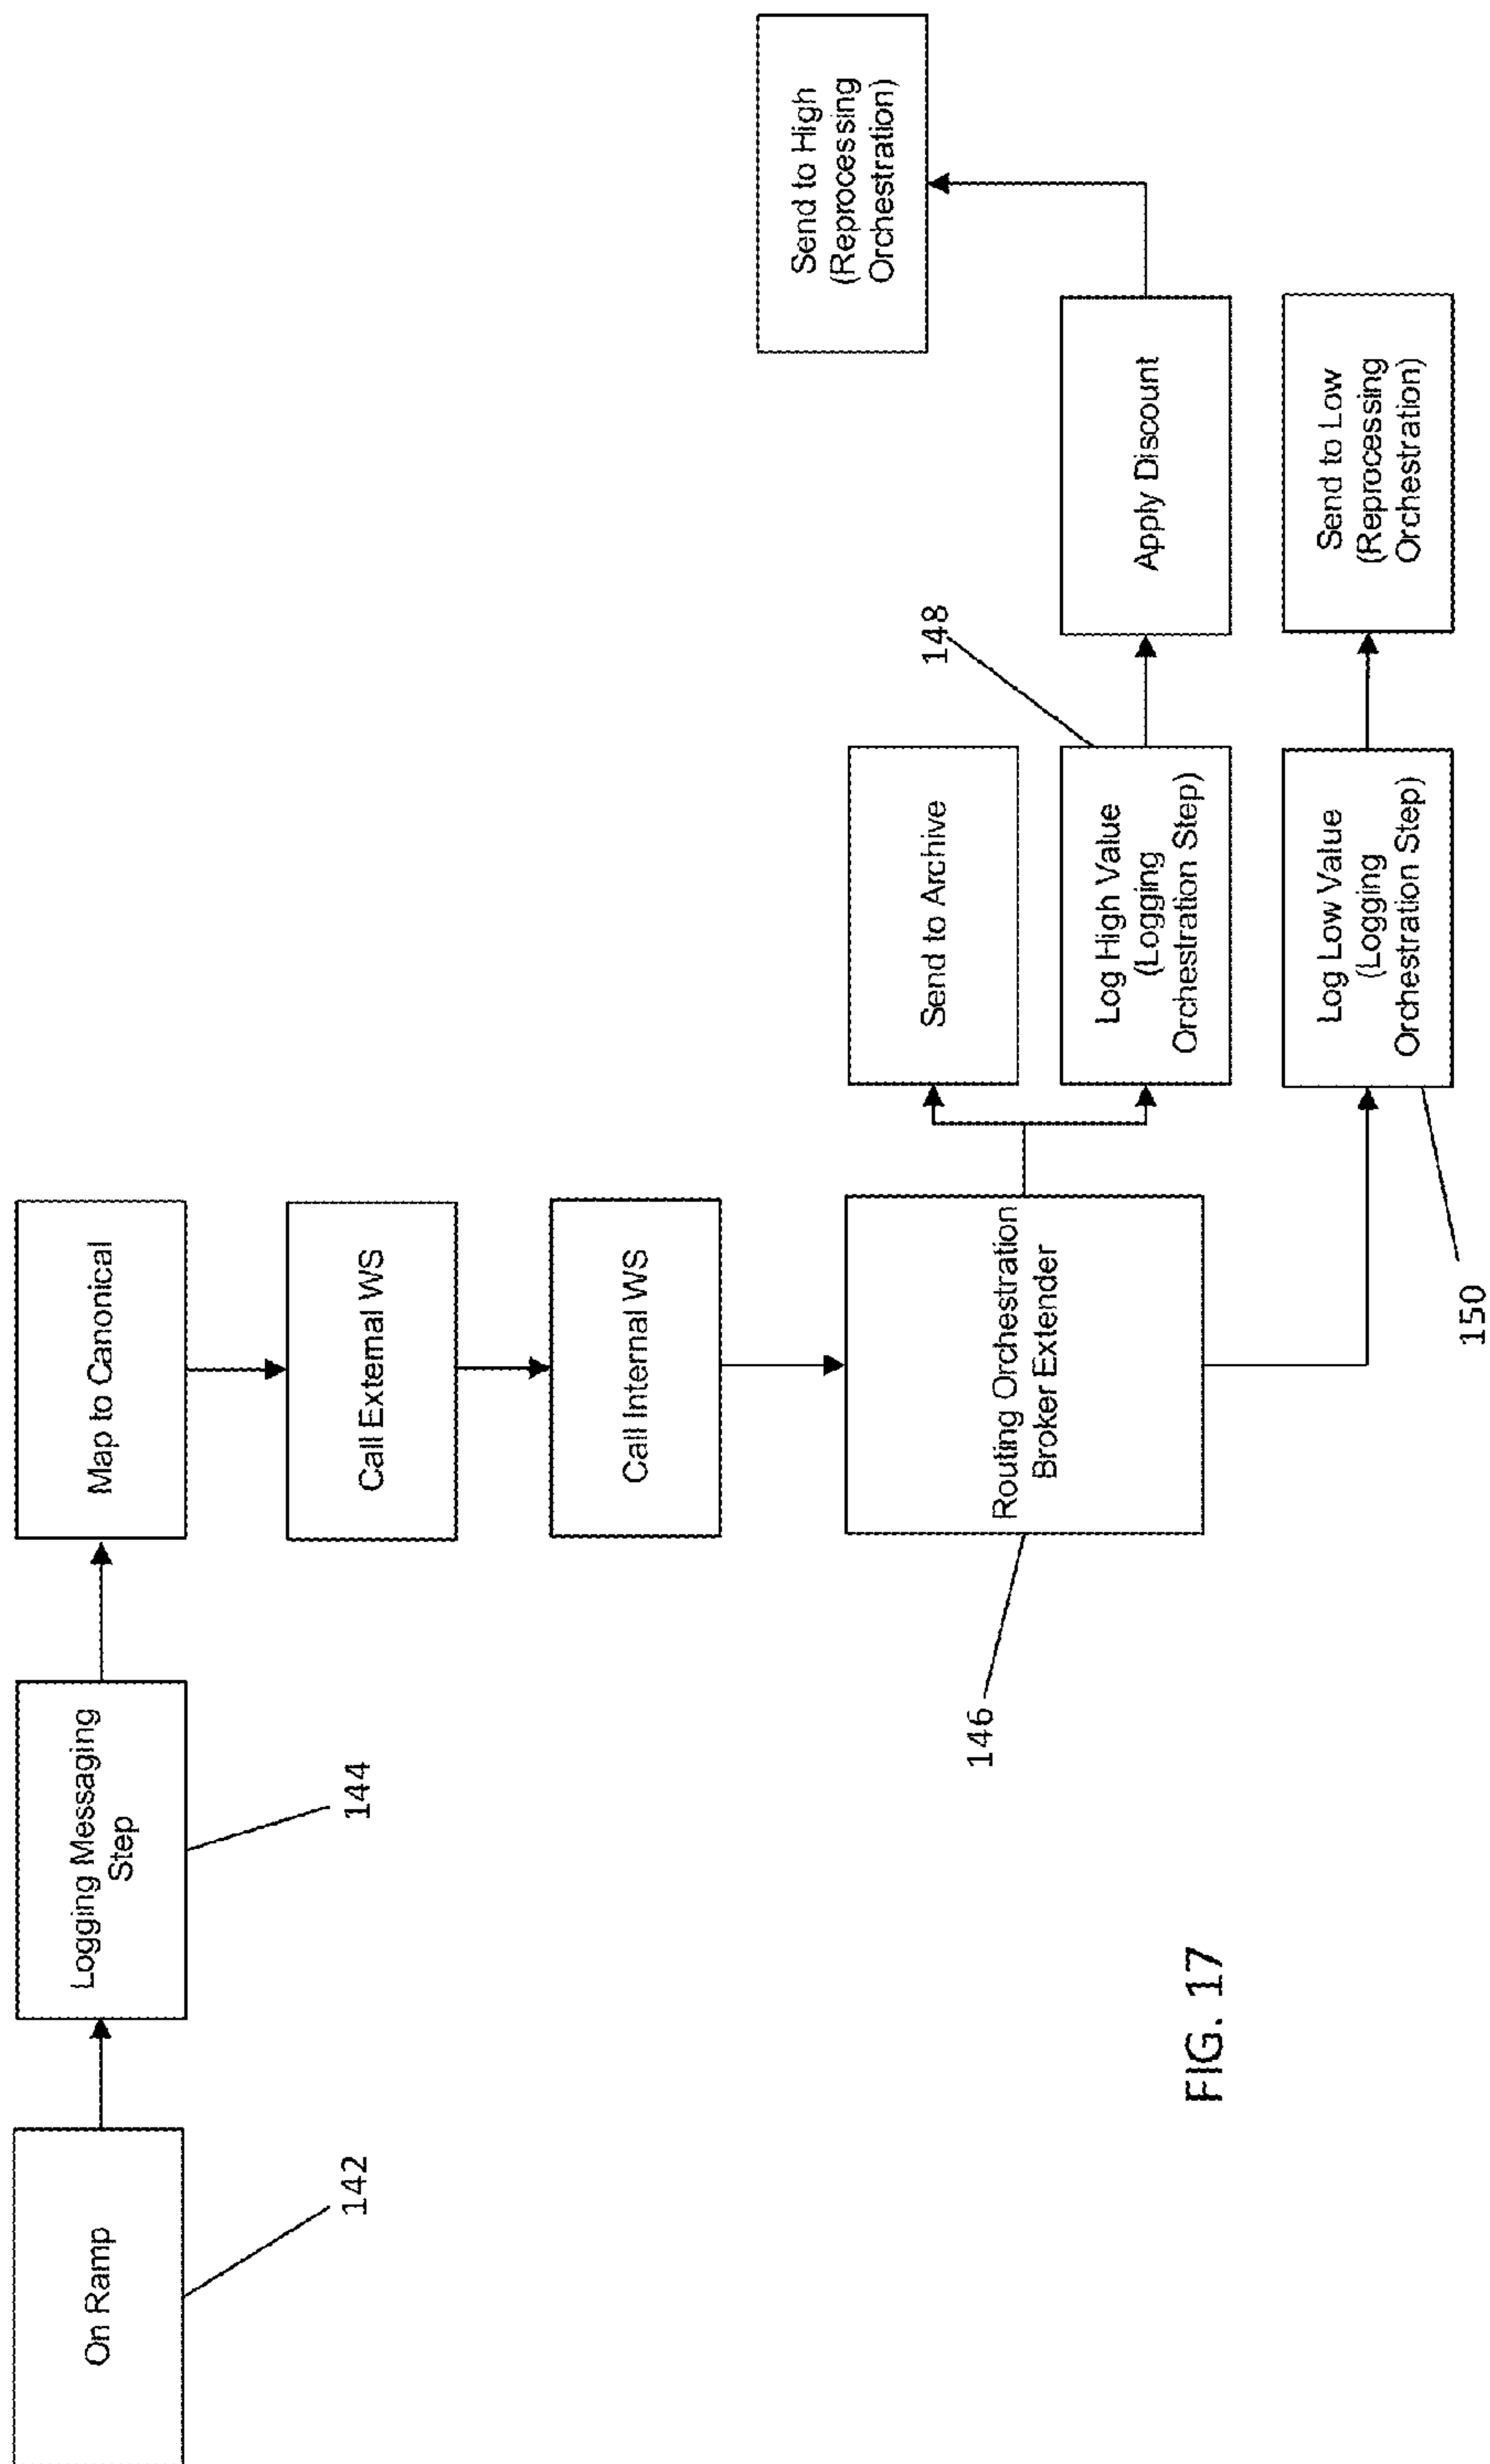 On Ramp
142
Logging Messaging
Step
144
Map to Canonical
Call External WS
Call Internal WS
Routing Orchestration
Broker Extender
146
Send to Archive
Log High Value
(Logging
Orchestration Step)
148
Apply Discount
Send to High
(Reprocessing
Orchestration)
Log Low Value
(Logging
Orchestration Step)
150
Send to Low
(Reprocessing
Orchestration)
FIG. 17